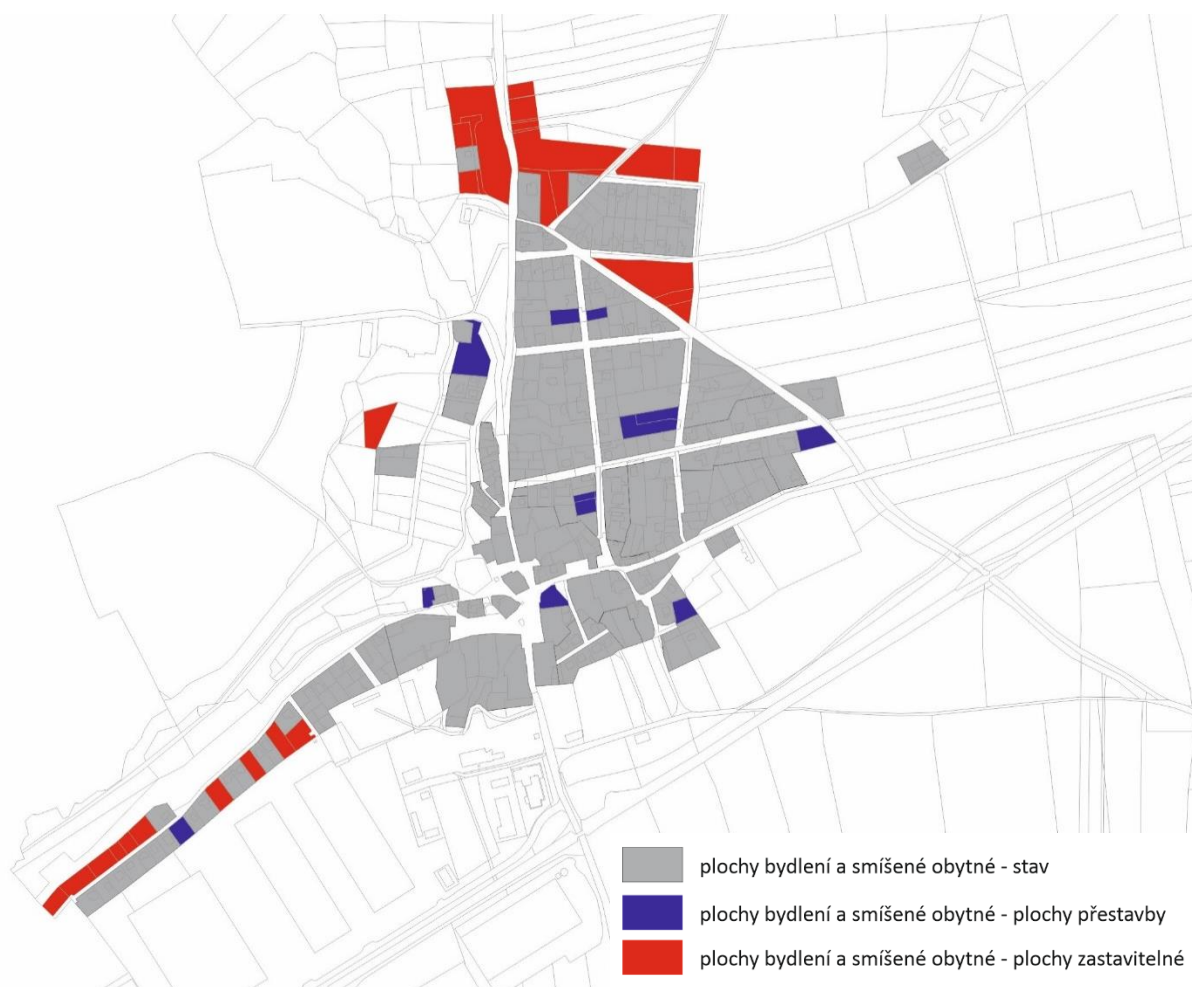 plochy bydlení a smíšené obytné - stav
plochy bydlení a smíšené obytné - plochy přestavby
plochy bydlení a smíšené obytné - plochy zastavitelné